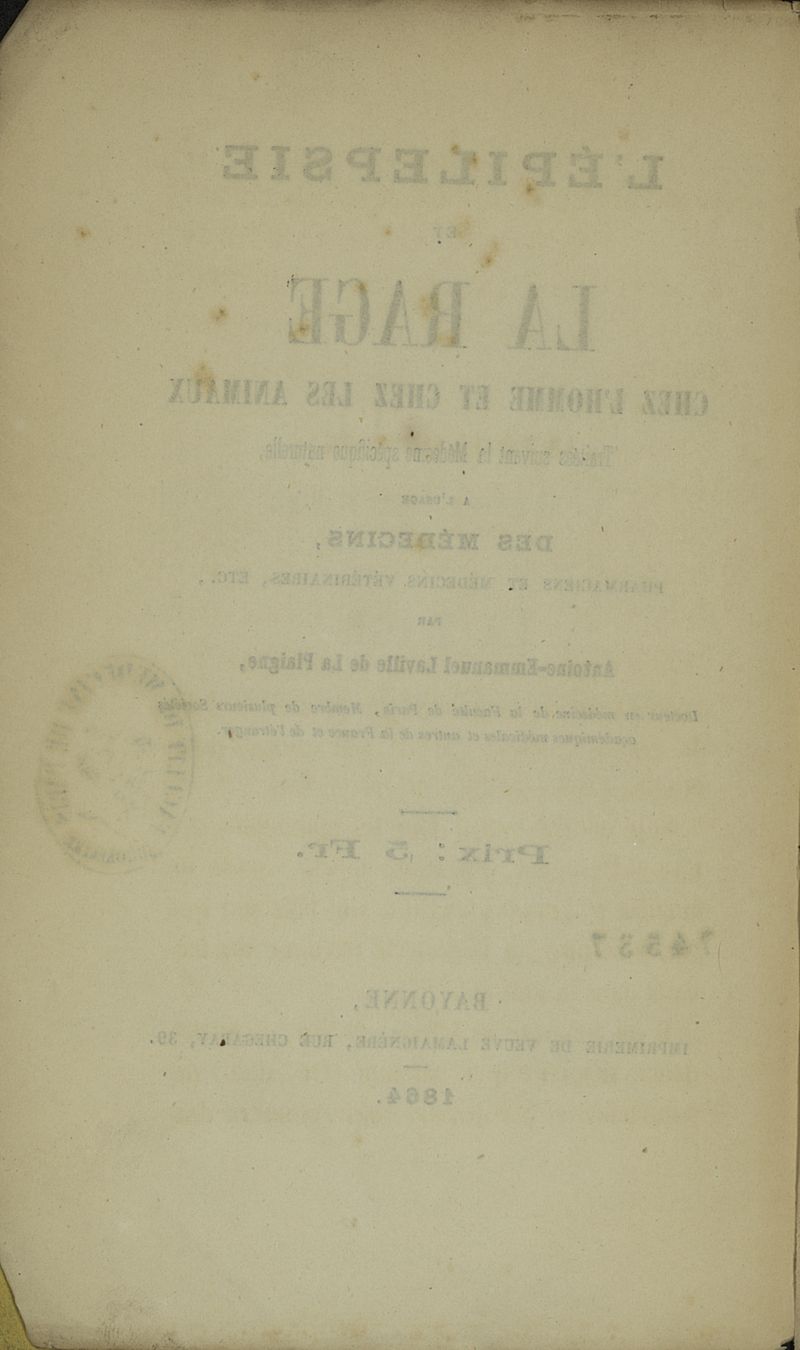 L'ÉPILEPSIE
ET
LA RAGE
CHEZ L'HOMME ET CHEZ LES ANIMAUX
Traitées suivant la Médecine spécifique naturelle,
A L'USAGE
DES MÉDECINS,
PHARMACIENS ET MÉDECINS VÉTÉRINAIRES, ETC.,
PAR
Antoine-Emmanuel Laville de La Plaigne,
Docteur en médecine de la Faculté de Paris, Membre de plusieurs Sociétés
académiques médicales et autres de la France et de l'étranger.
Prix : 5 Fr.
74537
BAYONNE,
IMPRIMERIE DE VEUVE LAMAIGNÈRE, RUE CHEGARAY, 39.
1864.